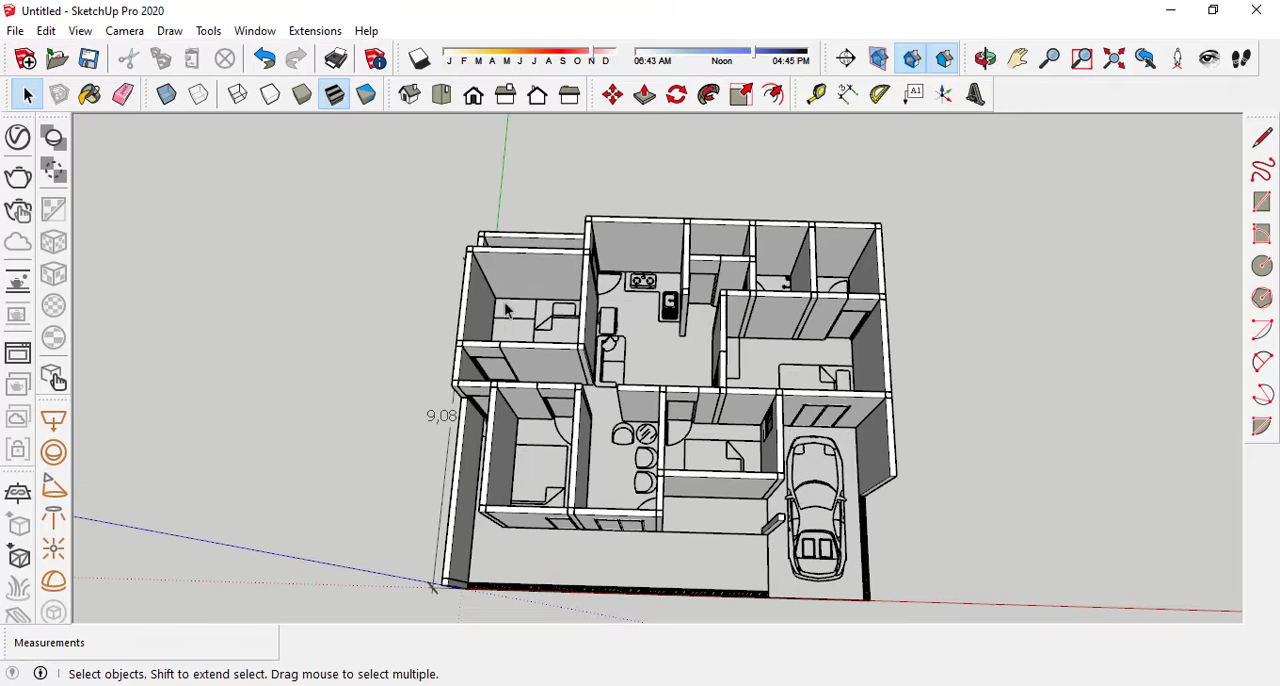 Untitled - SketchUp Pro 2020
File Edit View Camera Draw Tools Window Extensions Help
J F M A M J J A S O N D 06:43 AM Noon 04:45 PM
A1
9,08
Measurements
Select objects. Shift to extend select. Drag mouse to select multiple.